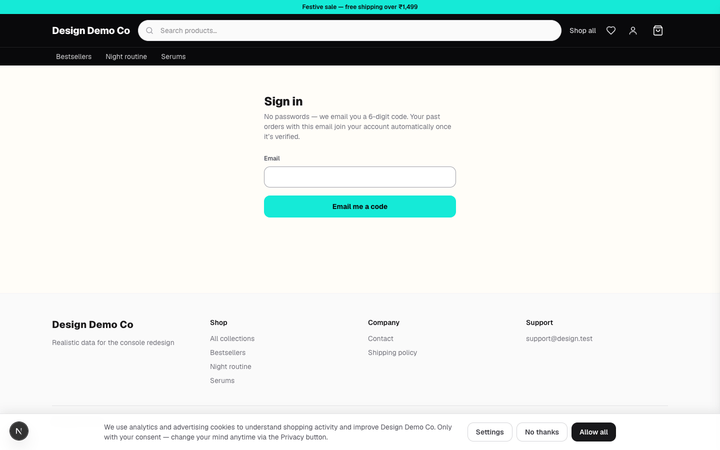 Festive sale — free shipping over ₹1,499
Design Demo Co
Search products...
Shop all
Bestsellers
Night routine
Serums
Sign in
No passwords — we email you a 6-digit code. Your past
orders with this email join your account automatically once
it's verified.
Email
Email me a code
Design Demo Co
Realistic data for the console redesign
Shop
All collections
Bestsellers
Night routine
Serums
Company
Contact
Shipping policy
Support
support@design.test
N
We use analytics and advertising cookies to understand shopping activity and improve Design Demo Co. Only
with your consent — change your mind anytime via the Privacy button.
Settings
No thanks
Allow all